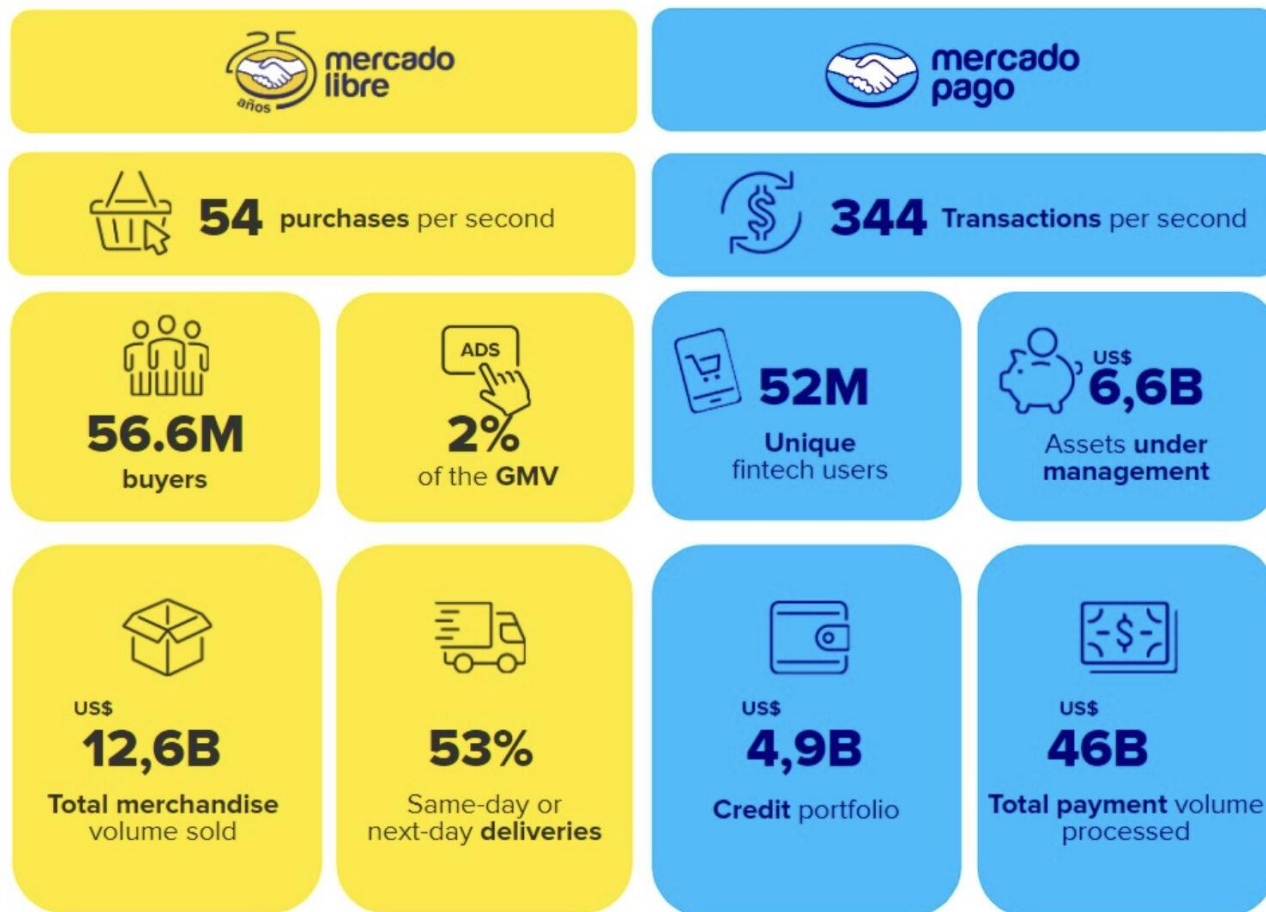 25
mercado
libre
años
mercado
pago
54 purchases per second
344 Transactions per second
56.6M
buyers
ADS
2%
of the GMV
52M
Unique
fintech users
US$
6,6B
Assets under
management
US$
12,6B
Total merchandise
volume sold
53%
Same-day or
next-day deliveries
US$
4,9B
Credit portfolio
US$
46B
Total payment volume
processed